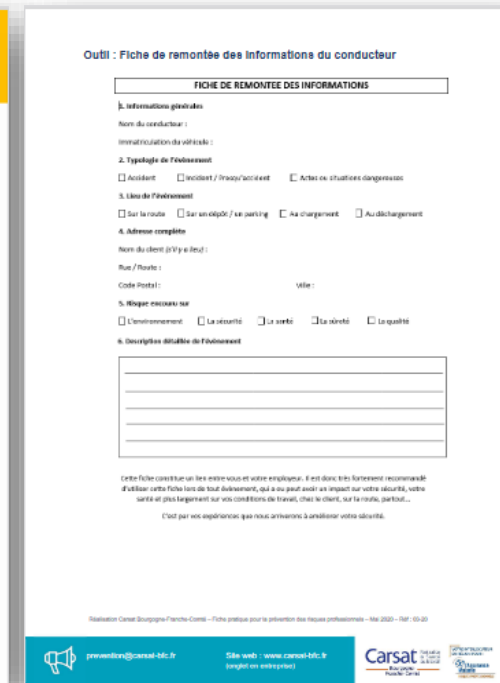 Outil : Fiche de remontée des informations du conducteur
FICHE DE REMONTEE DES INFORMATIONS
1. Informations générales
Nom du conducteur :
Immatriculation du véhicule :
2. Typologie de l'événement
Accident Incident / Presqu'accident Actes ou situations dangereuses
3. Lieu de l'événement
Sur la route Sur un dépôt / un parking Au chargement Au déchargement
4. Adresse complète
Nom du client (s'il y a lieu) :
Rue / Route :
Code Postal : Ville :
5. Risque encouru sur
L'environnement La sécurité La santé La sûreté La qualité
6. Description détaillée de l'événement
Cette fiche constitue un lien entre vous et votre employeur. Il est donc très fortement recommandé
d'utiliser cette fiche lors de tout événement, qui a ou peut avoir un impact sur votre sécurité, votre
santé et plus largement sur vos conditions de travail, chez le client, sur la route, partout...
C'est par vos expériences que nous arriverons à améliorer votre sécurité.
Réalisation Carsat Bourgogne-Franche-Comté – Fiche pratique pour la prévention des risques professionnels – Mai 2020 – Réf : 05-20
prevention@carsat-bfc.fr
Site web : www.carsat-bfc.fr
(onglet en entreprise)
Carsat
Bourgogne
Franche-Comté
l'Assurance
Maladie